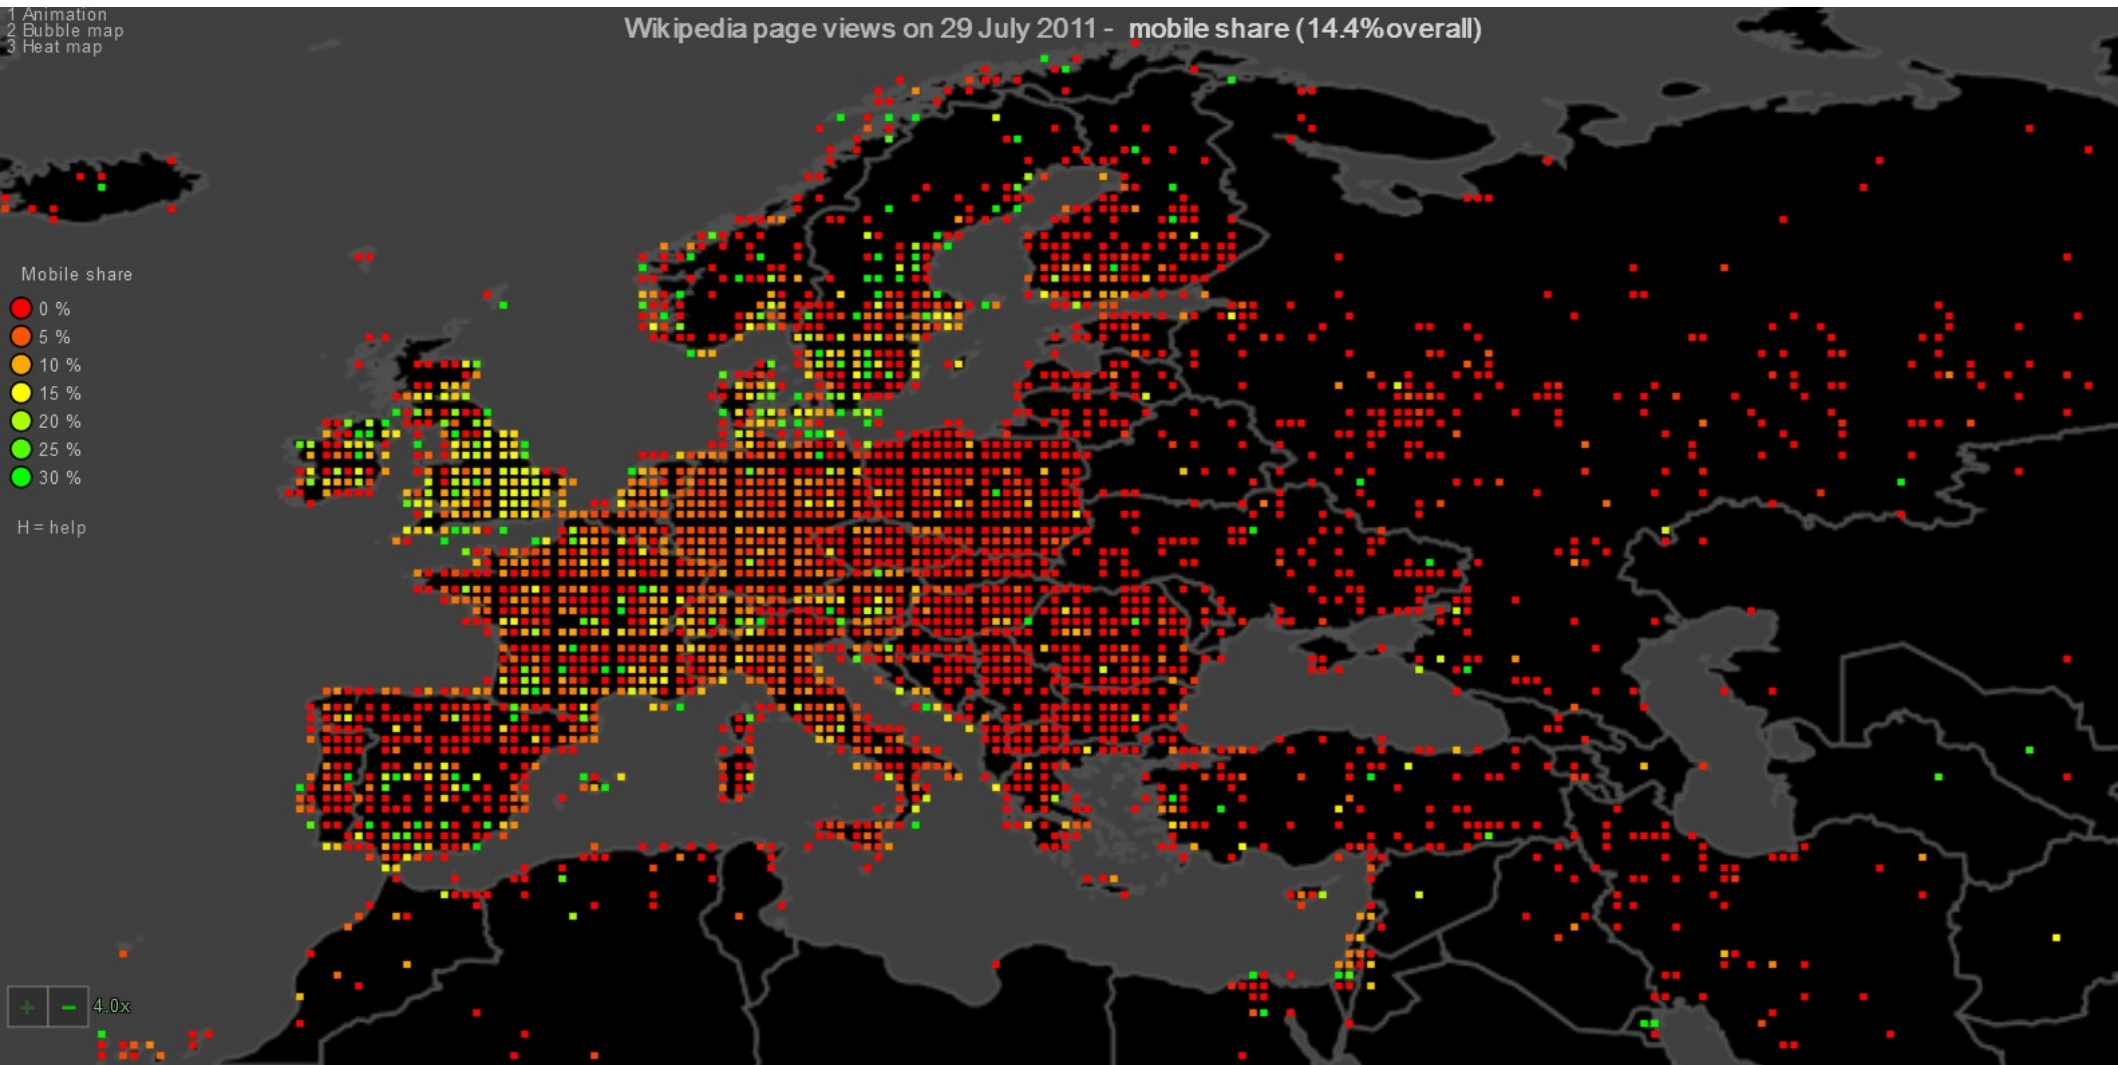 1 Animation
2 Bubble map
3 Heat map
Wikipedia page views on 29 July 2011 - mobile share (14.4%overall)
Mobile share
0 %
5 %
10 %
15 %
20 %
25 %
30 %
H = help
+ − 4.0x